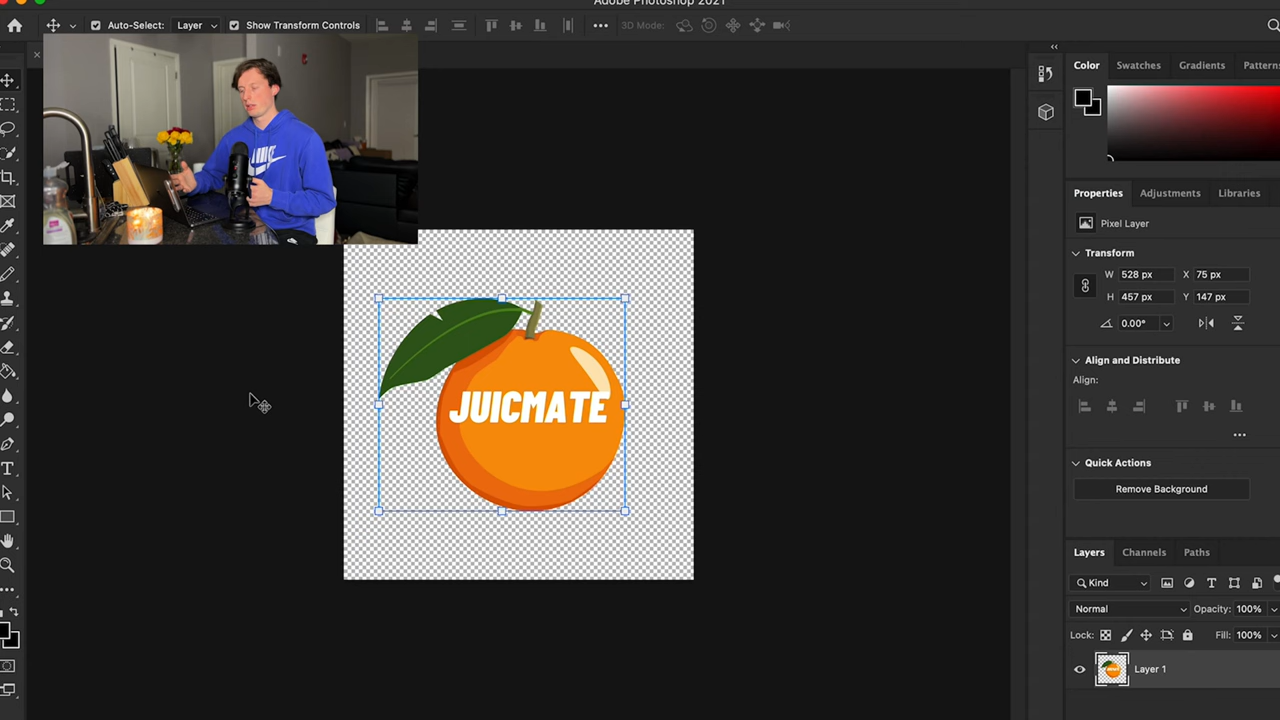 Adobe Photoshop 2021
Auto-Select: Layer Show Transform Controls 3D Mode:
Color Swatches Gradients Patterns
Properties Adjustments Libraries
Pixel Layer
Transform
W 528 px X 75 px
H 457 px Y 147 px
0.00°
Align and Distribute
Align:
Quick Actions
Remove Background
Layers Channels Paths
Kind
Normal Opacity: 100%
Lock: Fill: 100%
Layer 1
JUICMATE
NIKE